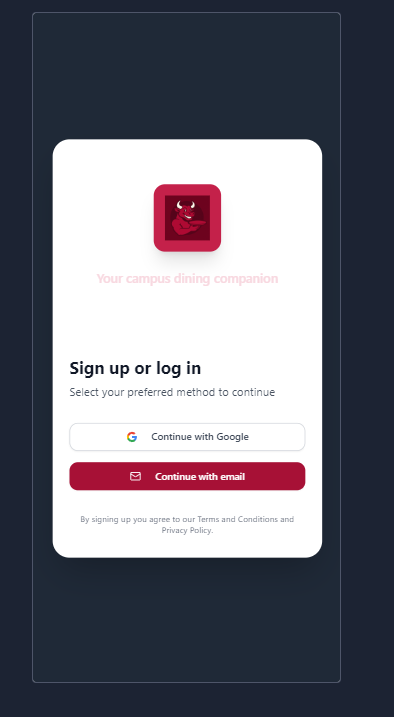 Your campus dining companion
Sign up or log in
Select your preferred method to continue
Continue with Google
Continue with email
By signing up you agree to our Terms and Conditions and
Privacy Policy.